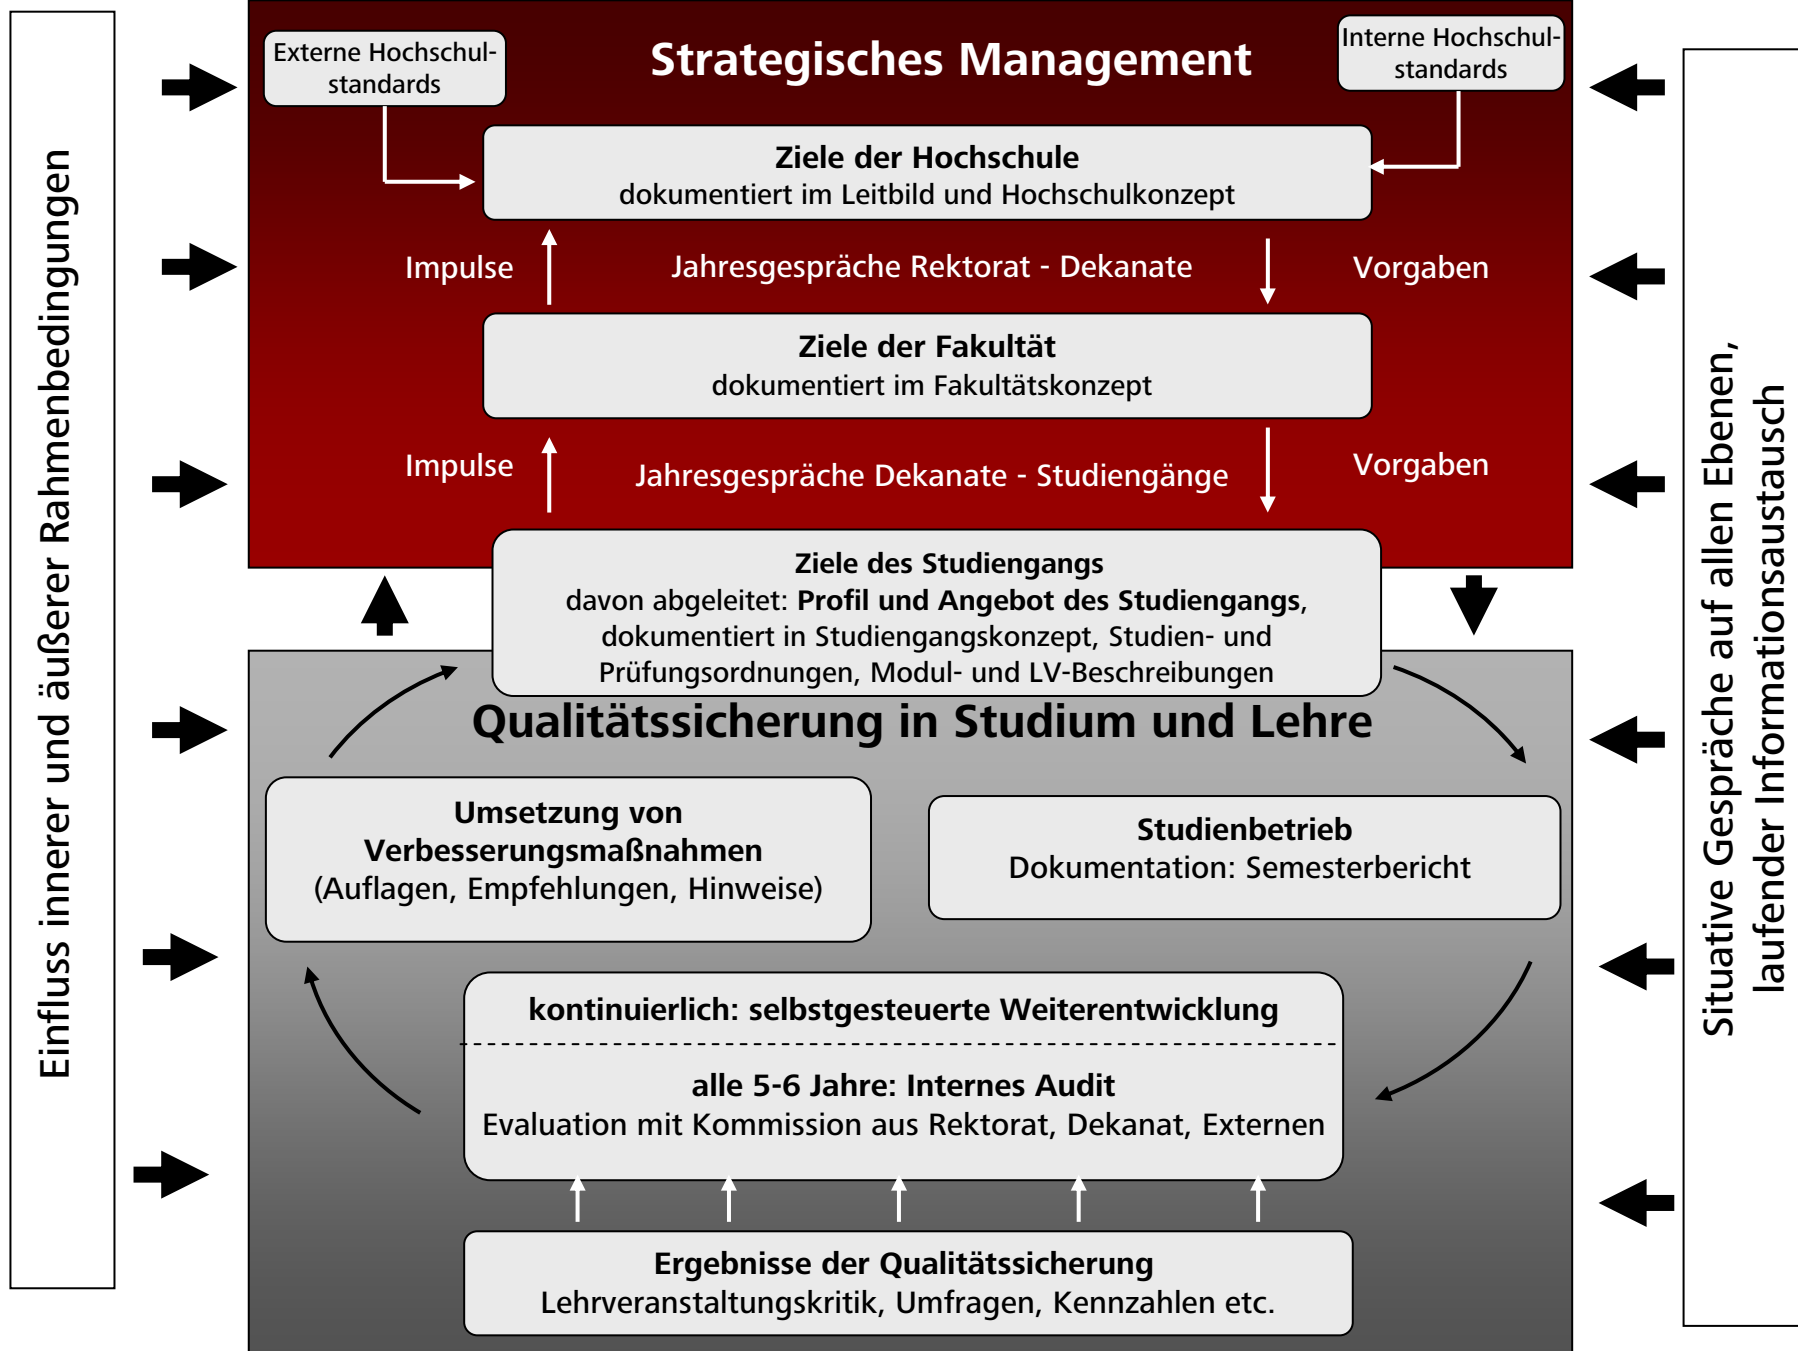 Einfluss innerer und äußerer Rahmenbedingungen
Strategisches Management
Externe Hochschul-
standards
Interne Hochschul-
standards
Ziele der Hochschule
dokumentiert im Leitbild und Hochschulkonzept
Impulse
Jahresgespräche Rektorat - Dekanate
Vorgaben
Ziele der Fakultät
dokumentiert im Fakultätskonzept
Impulse
Jahresgespräche Dekanate - Studiengänge
Vorgaben
Ziele des Studiengangs
davon abgeleitet: Profil und Angebot des Studiengangs,
dokumentiert in Studiengangskonzept, Studien- und
Prüfungsordnungen, Modul- und LV-Beschreibungen
Qualitätssicherung in Studium und Lehre
Umsetzung von
Verbesserungsmaßnahmen
(Auflagen, Empfehlungen, Hinweise)
Studienbetrieb
Dokumentation: Semesterbericht
kontinuierlich: selbstgesteuerte Weiterentwicklung
alle 5-6 Jahre: Internes Audit
Evaluation mit Kommission aus Rektorat, Dekanat, Externen
Ergebnisse der Qualitätssicherung
Lehrveranstaltungskritik, Umfragen, Kennzahlen etc.
Situative Gespräche auf allen Ebenen,
laufender Informationsaustausch